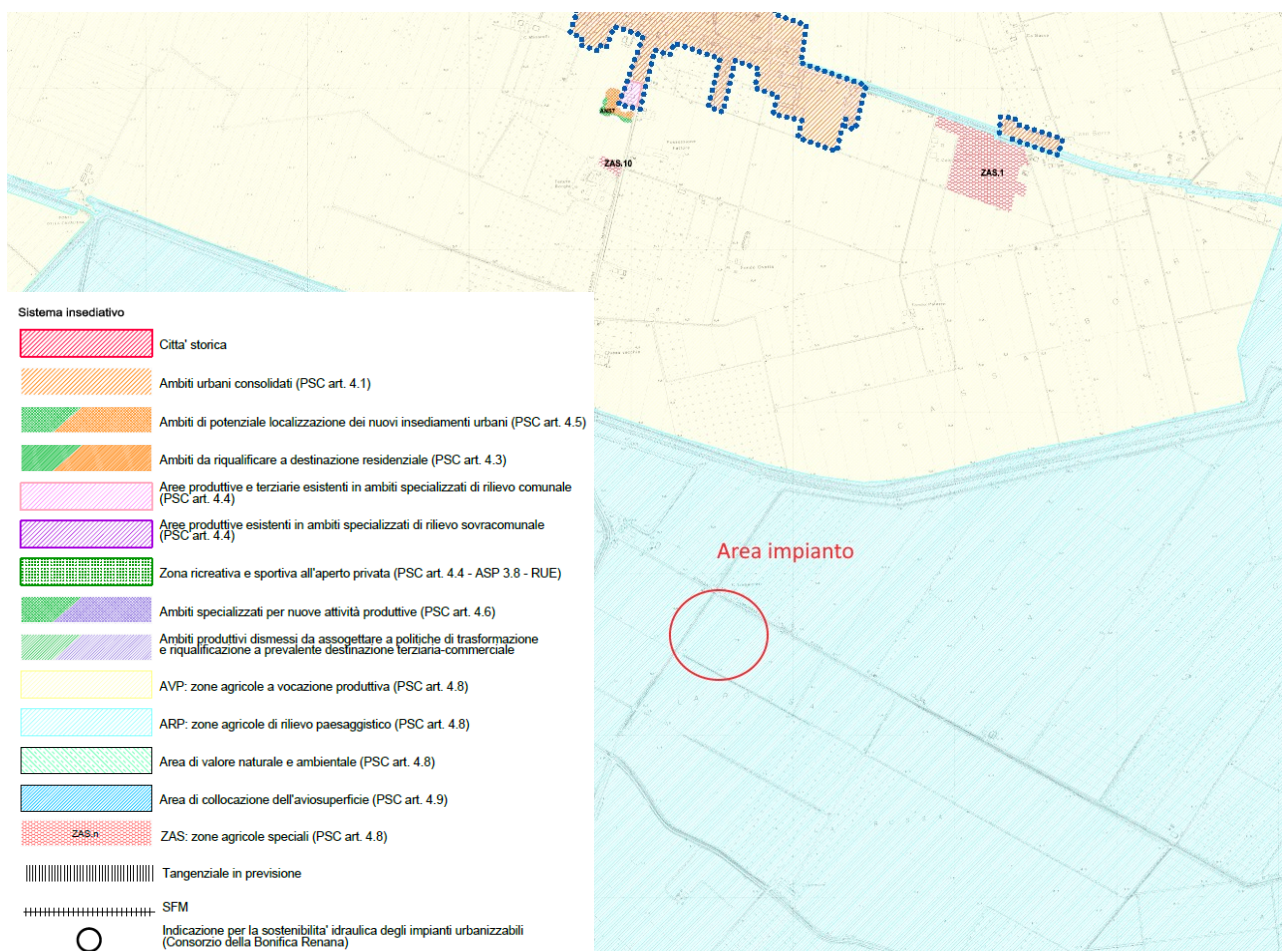 ANS7
ZAS.10
ZAS.1
Area impianto
Sistema insediativo
Citta' storica
Ambiti urbani consolidati (PSC art. 4.1)
Ambiti di potenziale localizzazione dei nuovi insediamenti urbani (PSC art. 4.5)
Ambiti da riqualificare a destinazione residenziale (PSC art. 4.3)
Aree produttive e terziarie esistenti in ambiti specializzati di rilievo comunale
(PSC art. 4.4)
Aree produttive esistenti in ambiti specializzati di rilievo sovracomunale
(PSC art. 4.4)
Zona ricreativa e sportiva all'aperto privata (PSC art. 4.4 - ASP 3.8 - RUE)
Ambiti specializzati per nuove attività produttive (PSC art. 4.6)
Ambiti produttivi dismessi da assogettare a politiche di trasformazione
e riqualificazione a prevalente destinazione terziaria-commerciale
AVP: zone agricole a vocazione produttiva (PSC art. 4.8)
ARP: zone agricole di rilievo paesaggistico (PSC art. 4.8)
Area di valore naturale e ambientale (PSC art. 4.8)
Area di collocazione dell'aviosuperficie (PSC art. 4.9)
ZAS.n
ZAS: zone agricole speciali (PSC art. 4.8)
Tangenziale in previsione
SFM
Indicazione per la sostenibilita' idraulica degli impianti urbanizzabili
(Consorzio della Bonifica Renana)